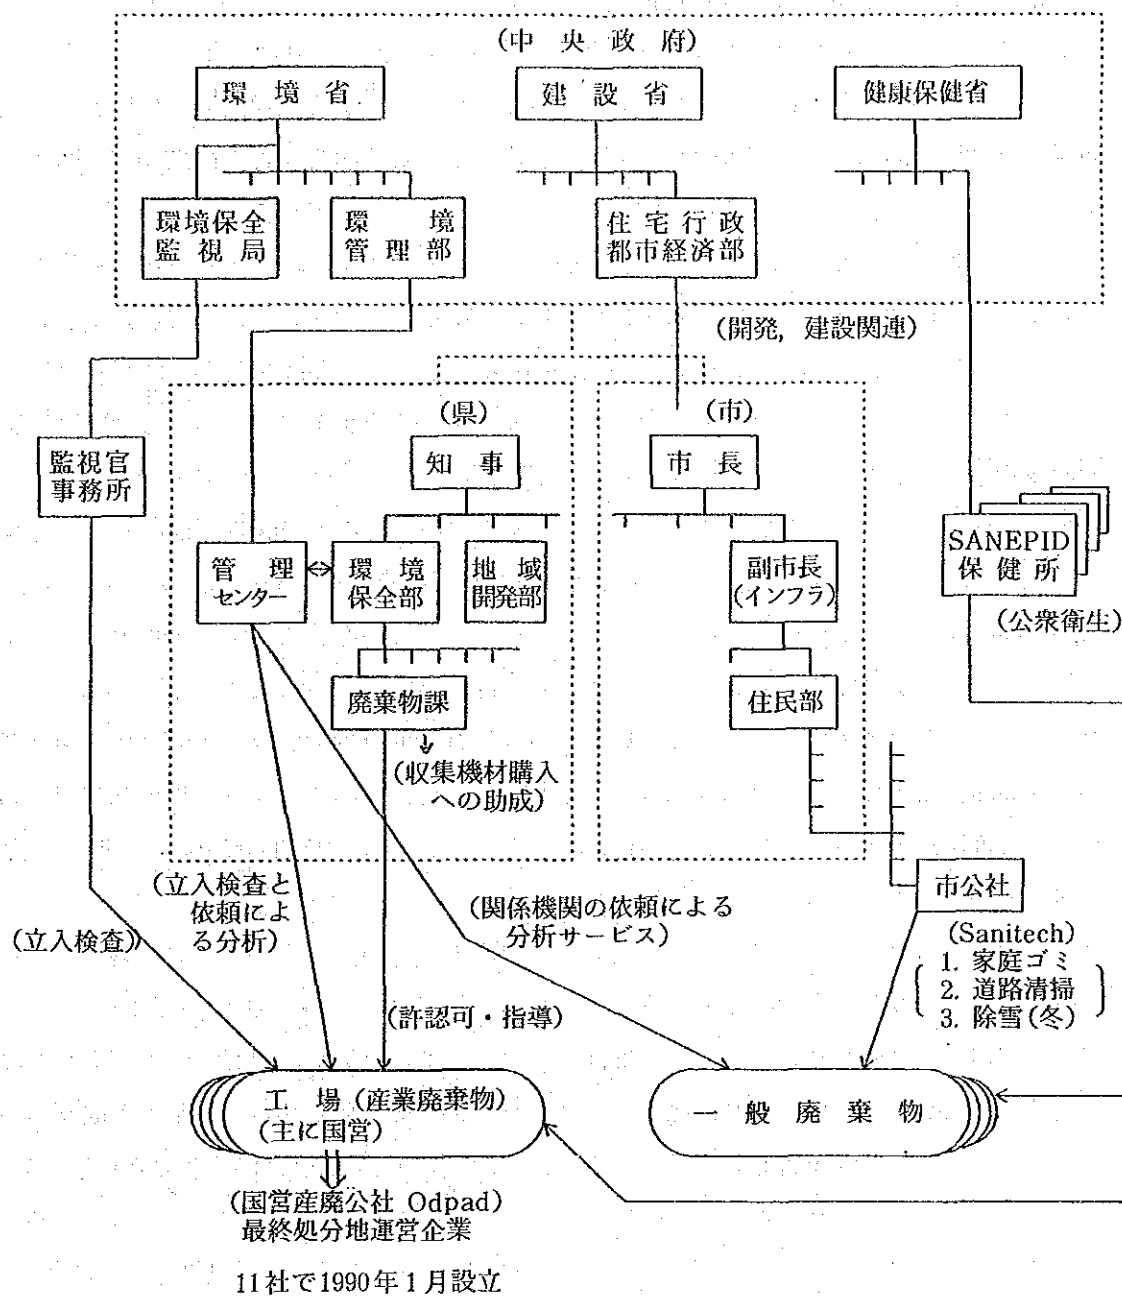 (中央政府)
環境省
建設省
健康保健省
環境保全
監視局
環境
管理部
住宅行政
都市経済部
(開発, 建設関連)
(県)
(市)
監視官
事務所
知事
市長
SANEPID
保健所
(公衆衛生)
管理
センター
環境
保全部
地域
開発部
副市長
(インフラ)
廃棄物課
住民部
(収集機材購入
への助成)
市公社
(Sanitech)
1. 家庭ゴミ
2. 道路清掃
3. 除雪(冬)
(立入検査と
依頼によ
る分析)
(関係機関の依頼による
分析サービス)
(立入検査)
(許認可・指導)
工場(産業廃棄物)
(主に国営)
一般廃棄物
(国営産廃公社 Odpad)
最終処分地運営企業
11社で1990年1月設立